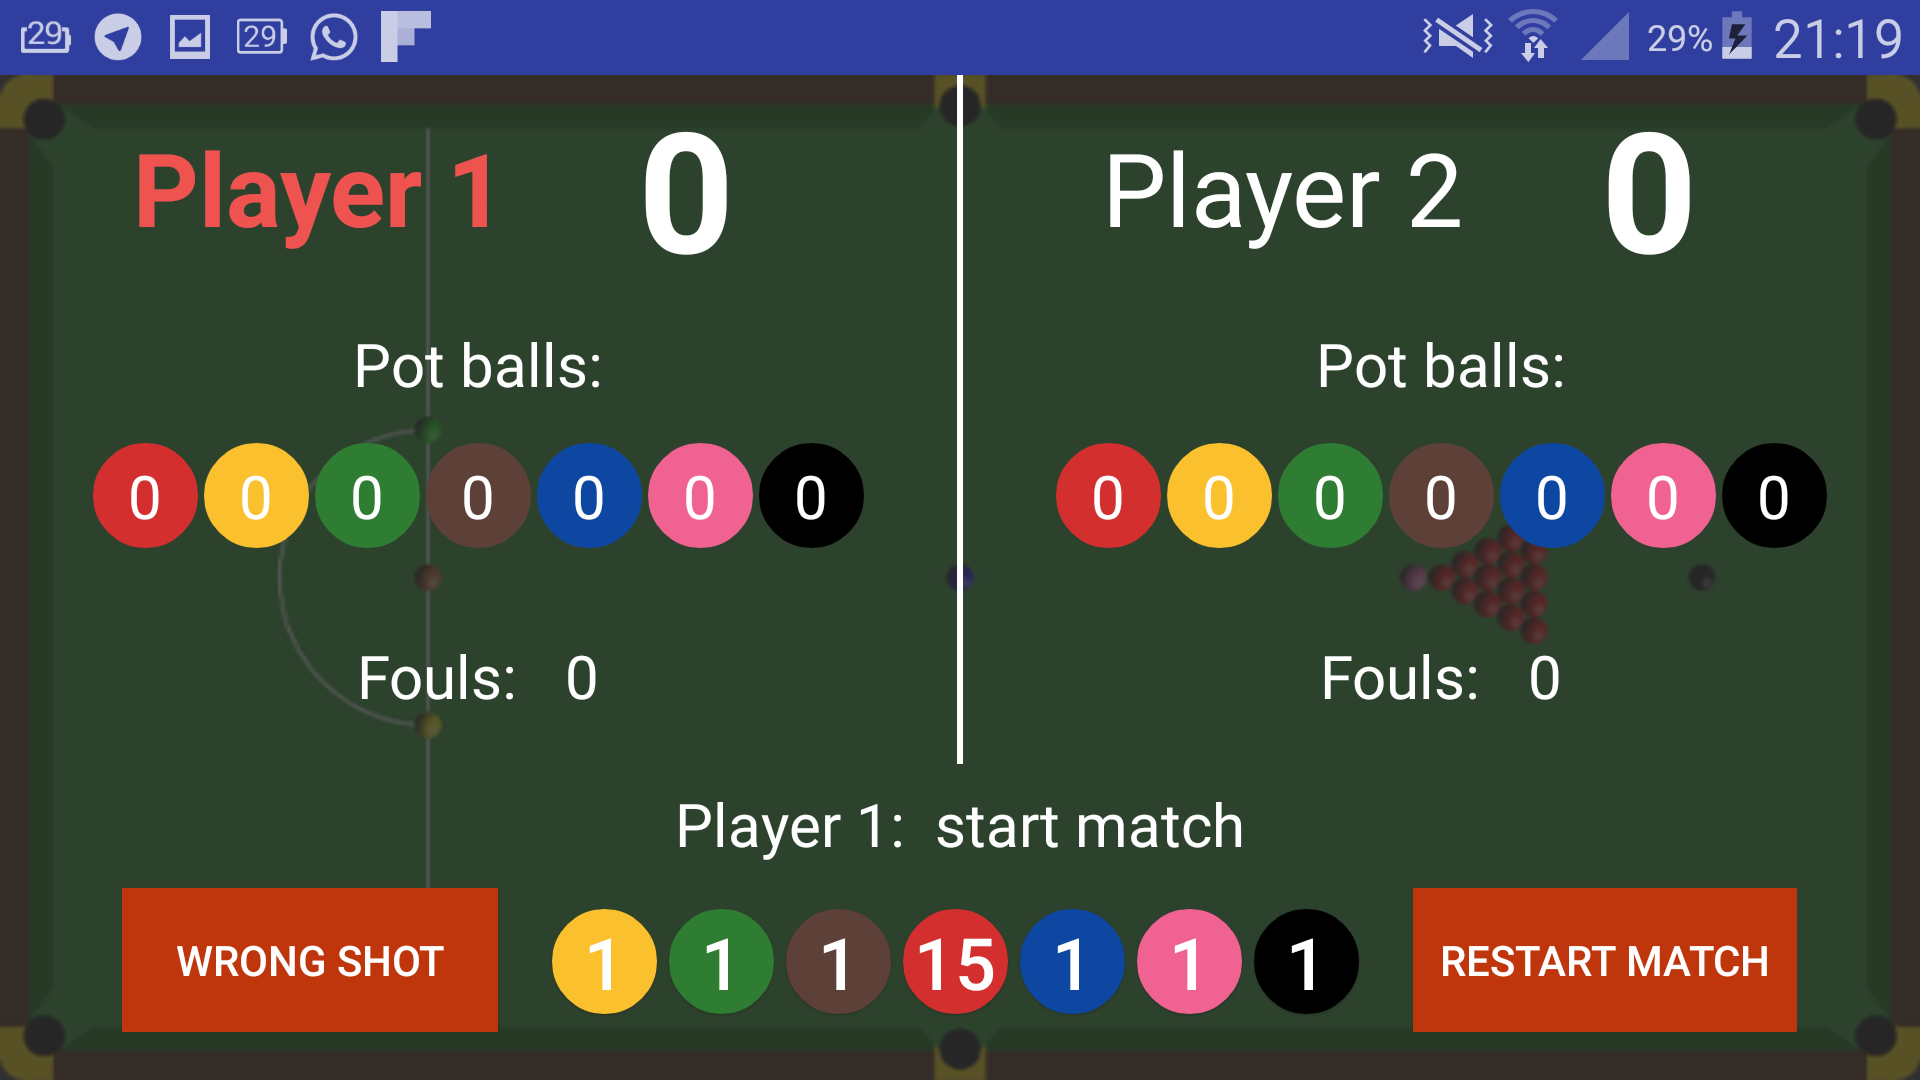 29 29 29% 21:19
Player 1 0 Player 2 0
Pot balls: Pot balls:
0 0 0 0 0 0 0 0 0 0 0 0 0 0
Fouls: 0 Fouls: 0
Player 1: start match
WRONG SHOT 1 1 1 15 1 1 1 RESTART MATCH